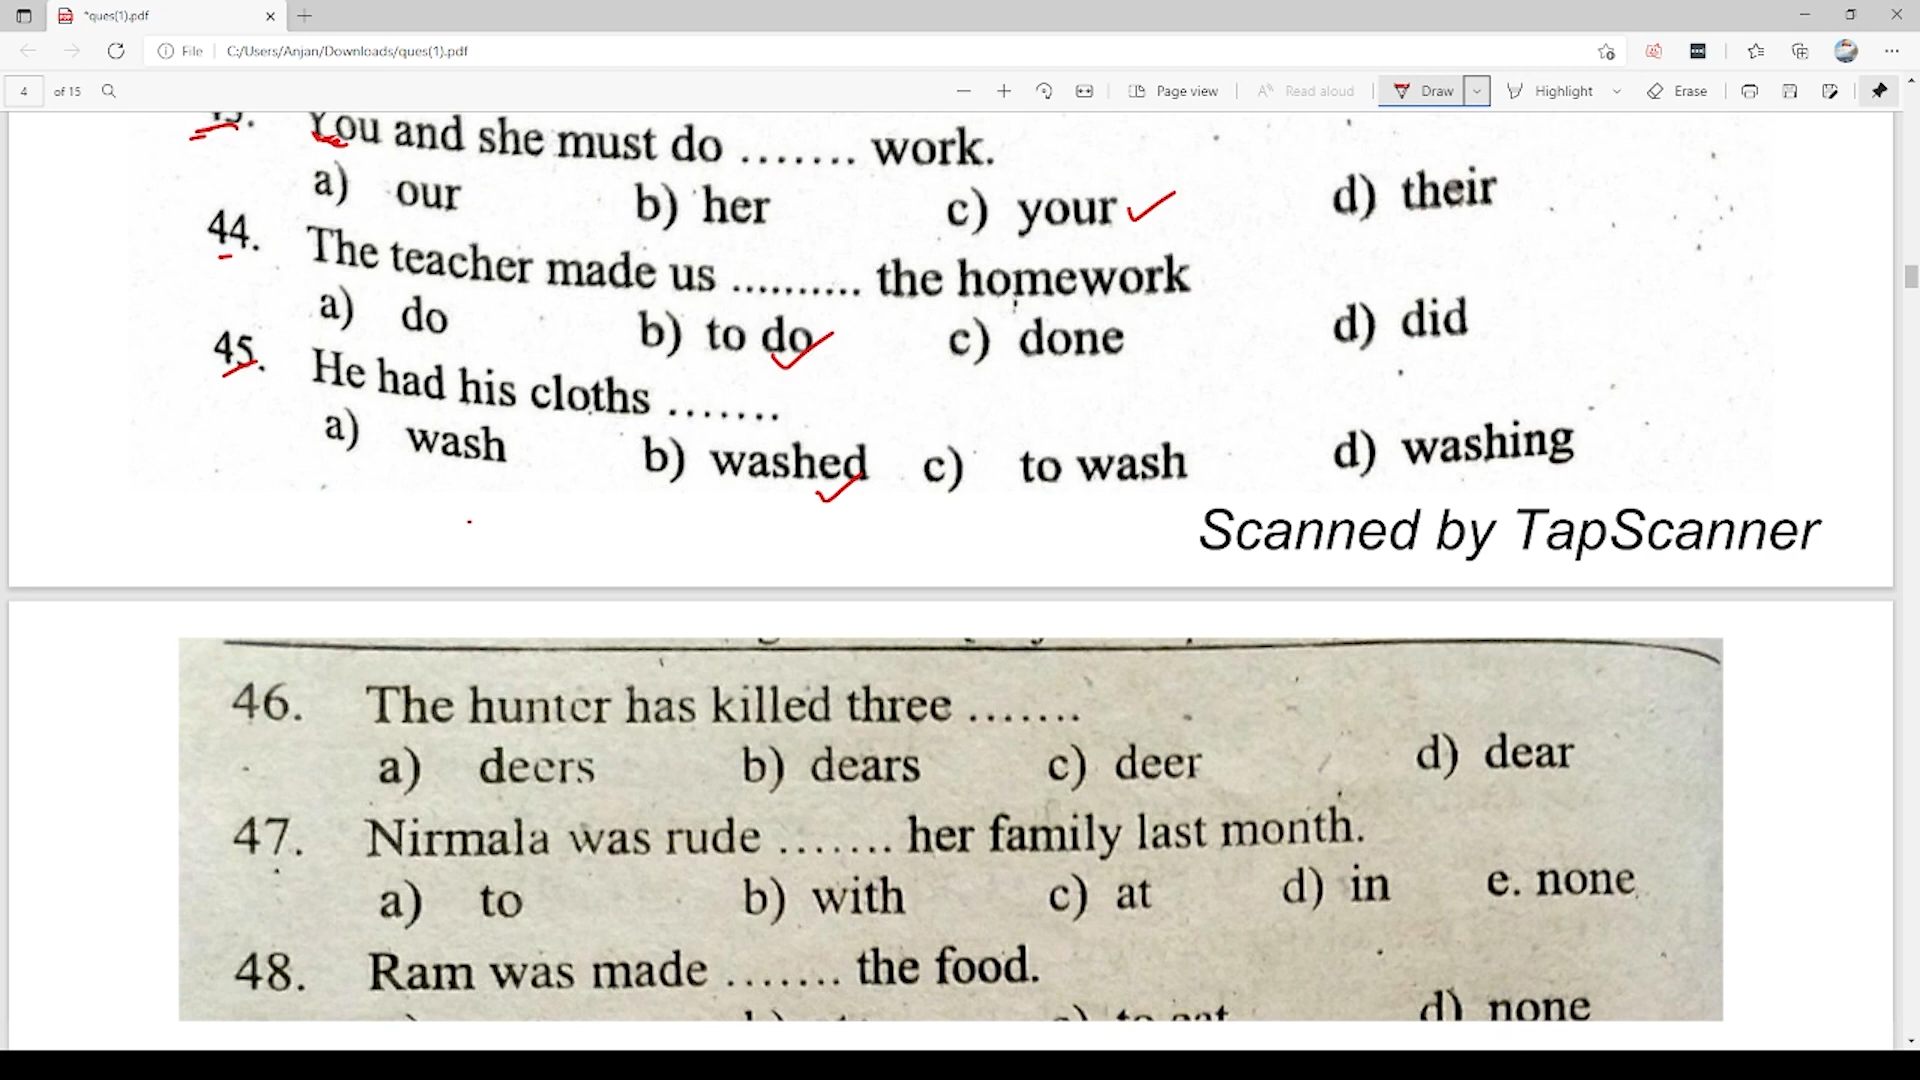 *ques(1).pdf
File C:/Users/Anjan/Downloads/ques(1).pdf
4 of 15 Page view Read aloud Draw Highlight Erase
You and she must do ....... work.
a) our b) her c) your d) their
44. The teacher made us .......... the homework
a) do b) to do c) done d) did
45. He had his cloths .......
a) wash b) washed c) to wash d) washing
Scanned by TapScanner
46. The hunter has killed three .......
a) deers b) dears c) deer d) dear
47. Nirmala was rude ....... her family last month.
a) to b) with c) at d) in e. none
48. Ram was made ....... the food.
d) none